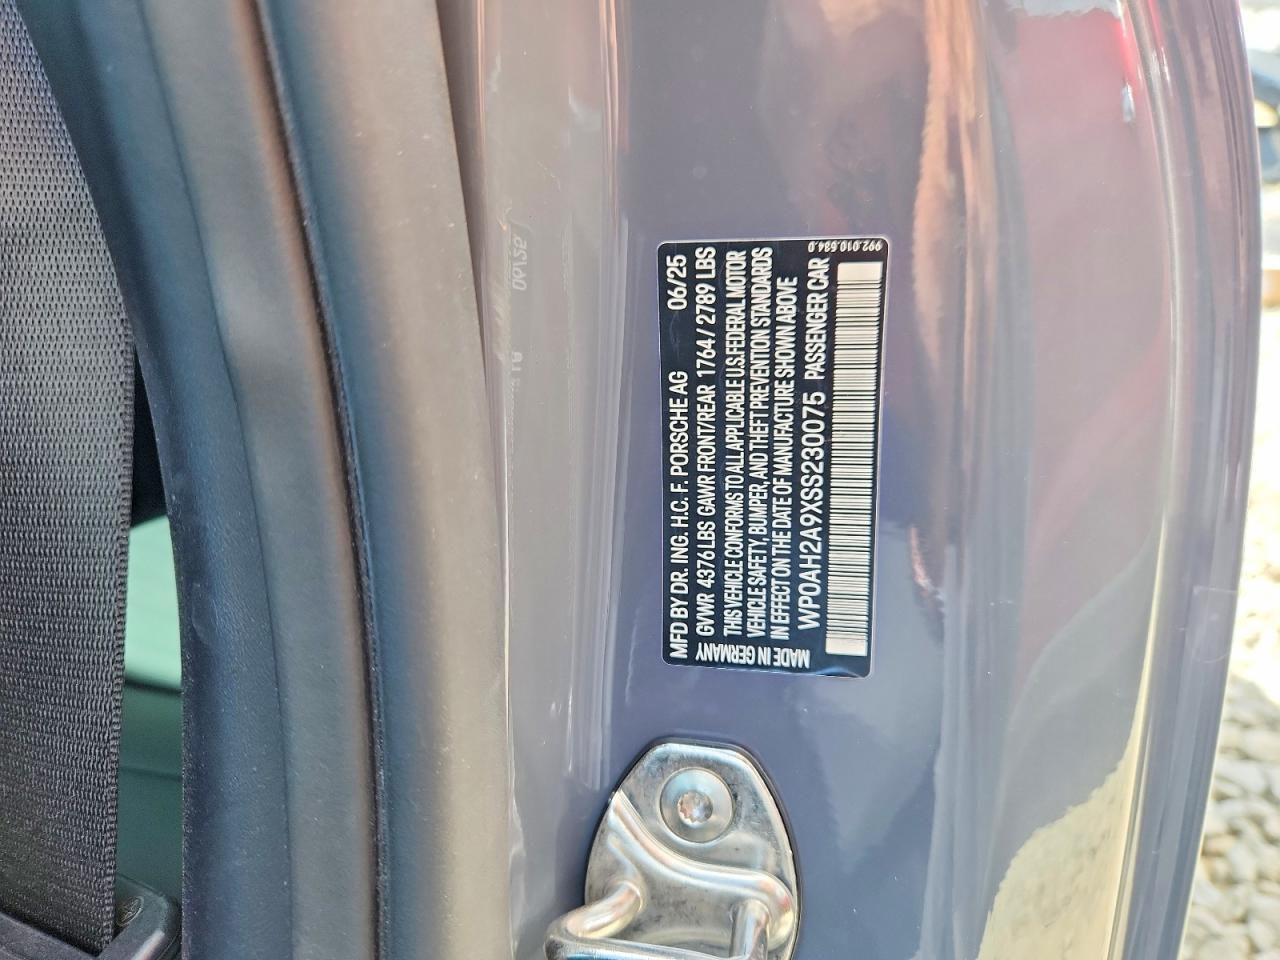 MFD BY DR. ING. H.C. F. PORSCHE AG 06/25
GVWR 4376 LBS GAWR FRONT/REAR 1764/2789 LBS
THIS VEHICLE CONFORMS TO ALL APPLICABLE U.S. FEDERAL MOTOR
VEHICLE SAFETY, BUMPER, AND THEFT PREVENTION STANDARDS
IN EFFECT ON THE DATE OF MANUFACTURE SHOWN ABOVE
WP0AH2A9XSS230075 PASSENGER CAR
MADE IN GERMANY
992.010.534.0